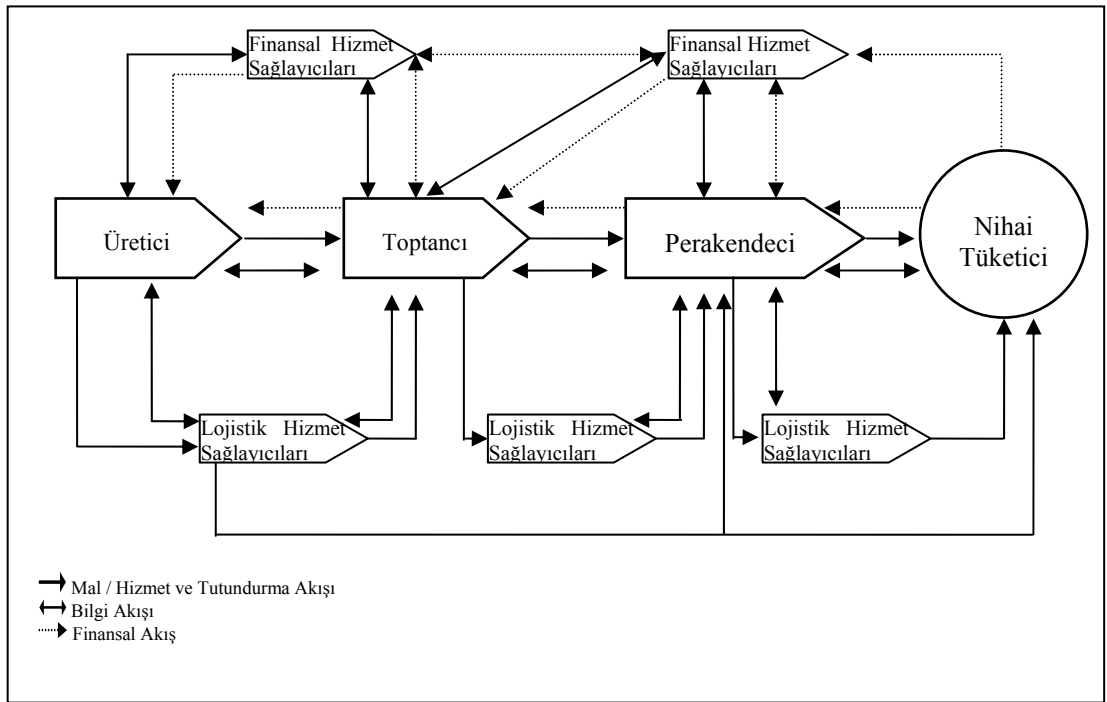 Finansal Hizmet
Sağlayıcıları
Finansal Hizmet
Sağlayıcıları
Üretici
Toptancı
Perakendeci
Nihai
Tüketici
Lojistik Hizmet
Sağlayıcıları
Lojistik Hizmet
Sağlayıcıları
Lojistik Hizmet
Sağlayıcıları
Mal / Hizmet ve Tutundurma Akışı
Bilgi Akışı
Finansal Akış